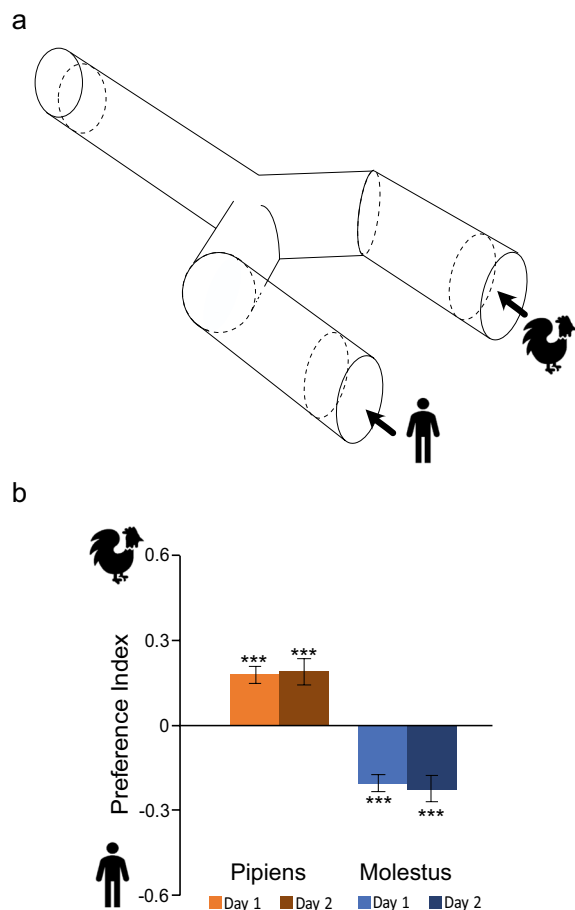 a
b
0.6
0.3
0
-0.3
-0.6
Preference Index
*** ***
*** ***
Pipiens Molestus
Day 1 Day 2 Day 1 Day 2